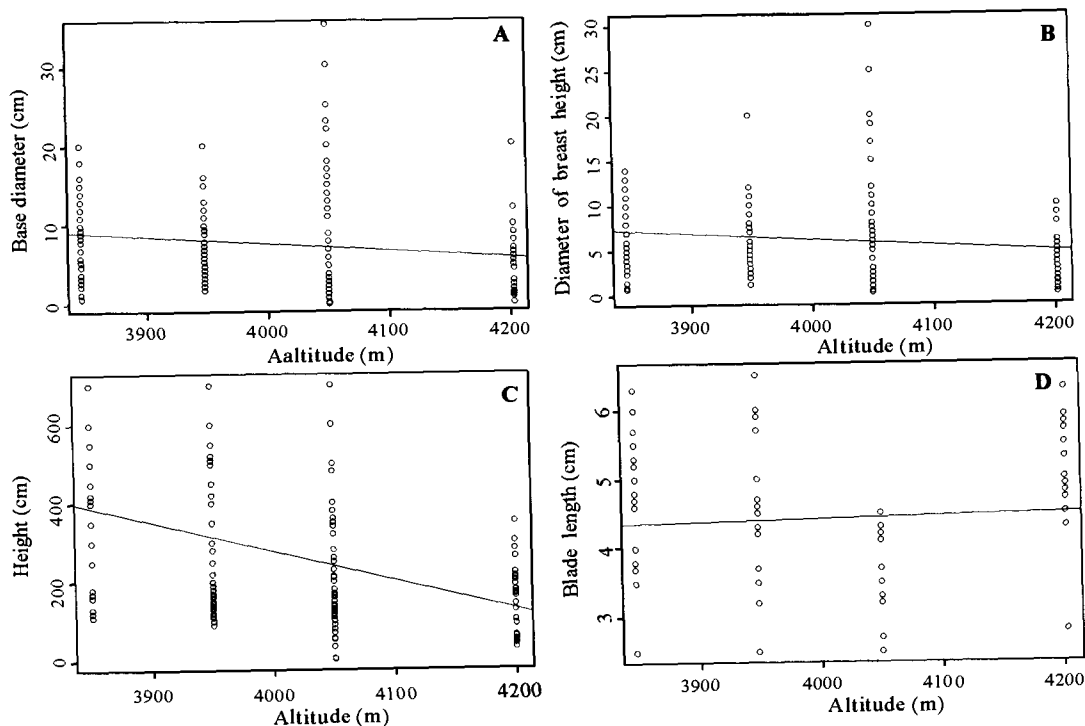 A
Base diameter (cm)
30
20
10
0
3900
4000
4100
4200
Aaltitude (m)
B
Diameter of breast height (cm)
30
25
20
15
10
5
0
3900
4000
4100
4200
Altitude (m)
C
Height (cm)
600
400
200
0
3900
4000
4100
4200
Altitude (m)
D
Blade length (cm)
6
5
4
3
3900
4000
4100
4200
Altitude (m)